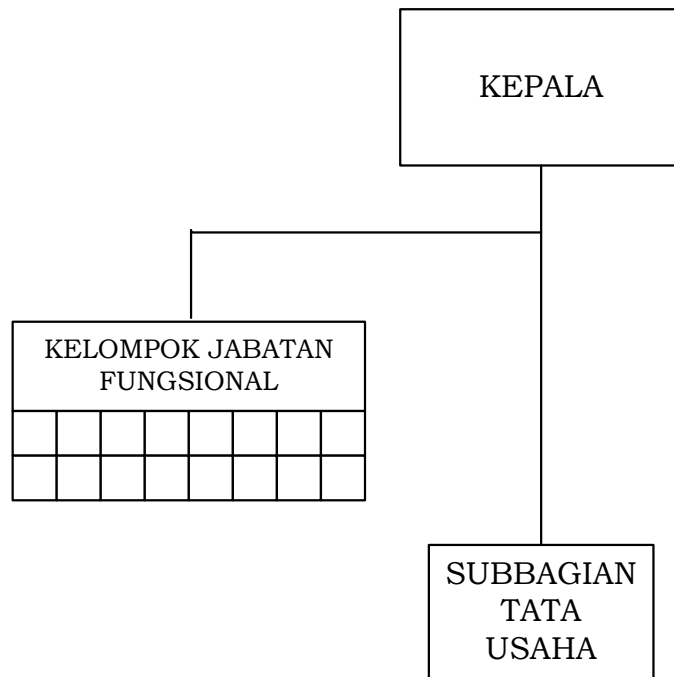 KEPALA
KELOMPOK JABATAN
FUNGSIONAL
SUBBAGIAN
TATA
USAHA